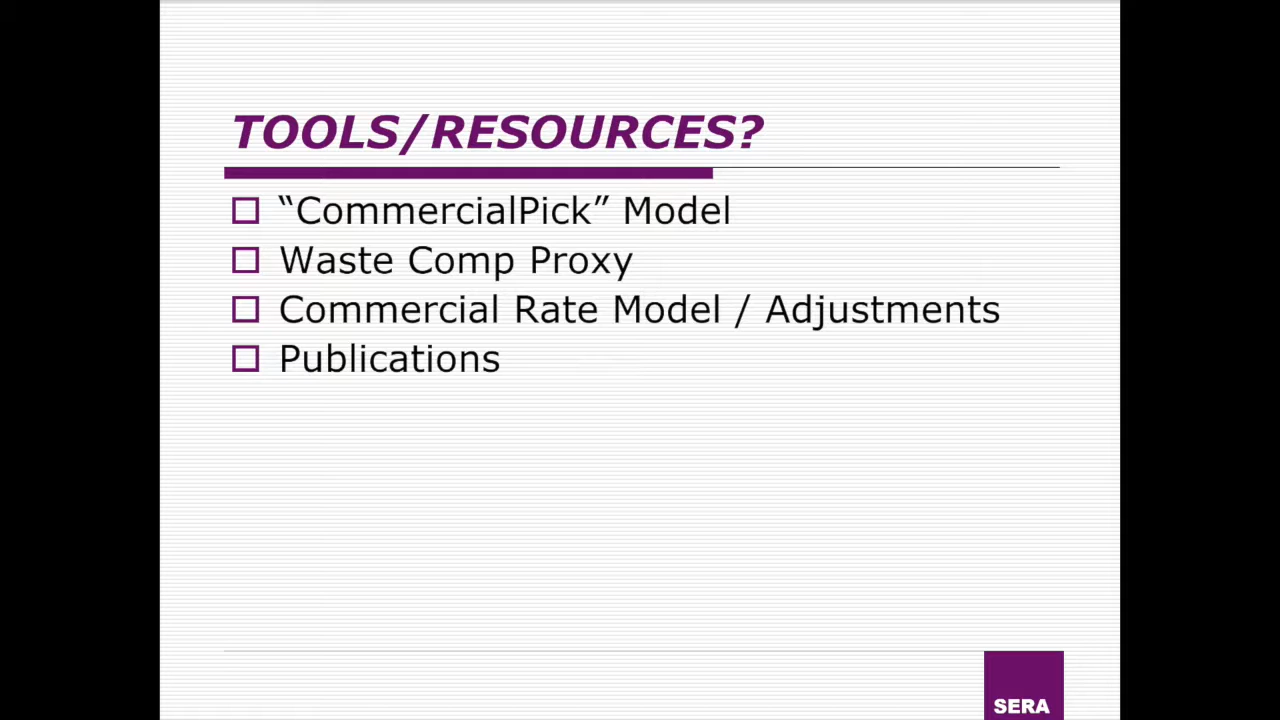 TOOLS/RESOURCES?
“CommercialPick” Model
Waste Comp Proxy
Commercial Rate Model / Adjustments
Publications
SERA